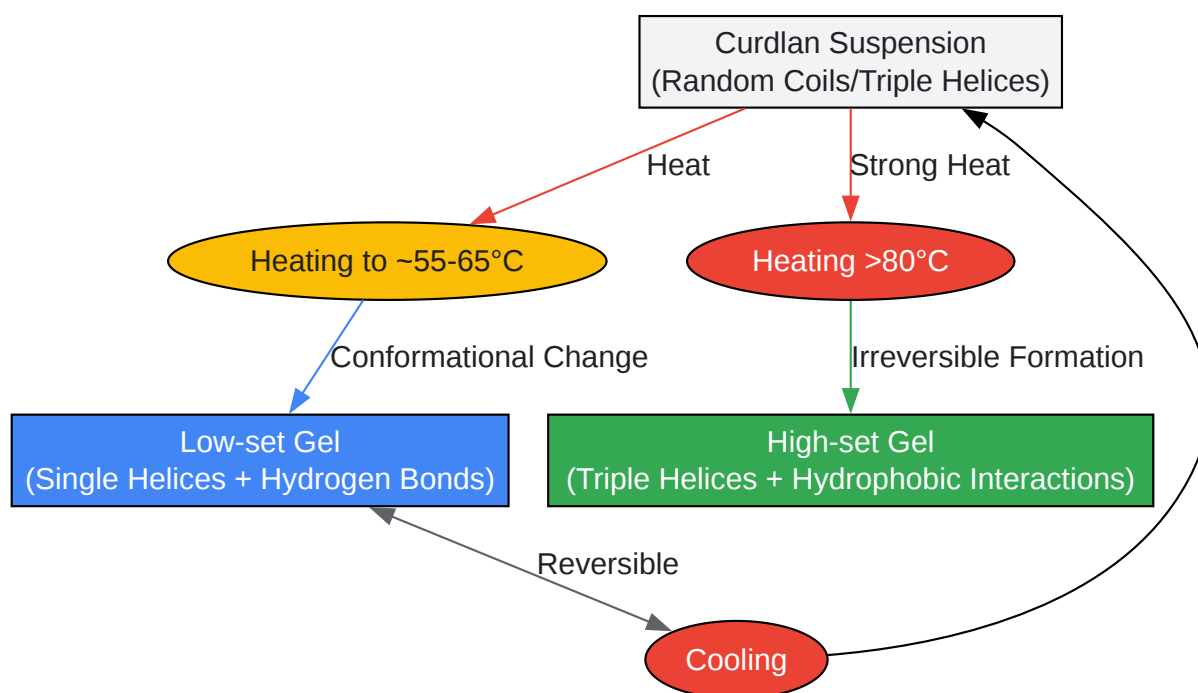 Curdlan Suspension
(Random Coils/Triple Helices)
Heat
Strong Heat
Heating to ~55-65°C
Heating >80°C
Conformational Change
Irreversible Formation
Low-set Gel
(Single Helices + Hydrogen Bonds)
High-set Gel
(Triple Helices + Hydrophobic Interactions)
Reversible
Cooling